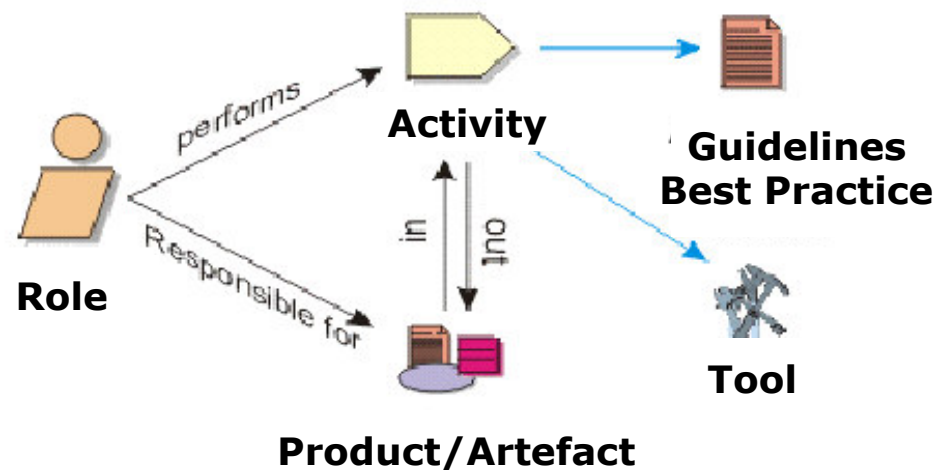 performs
Activity
Guidelines
Best Practice
in
out
Responsible for
Role
Tool
Product/Artefact